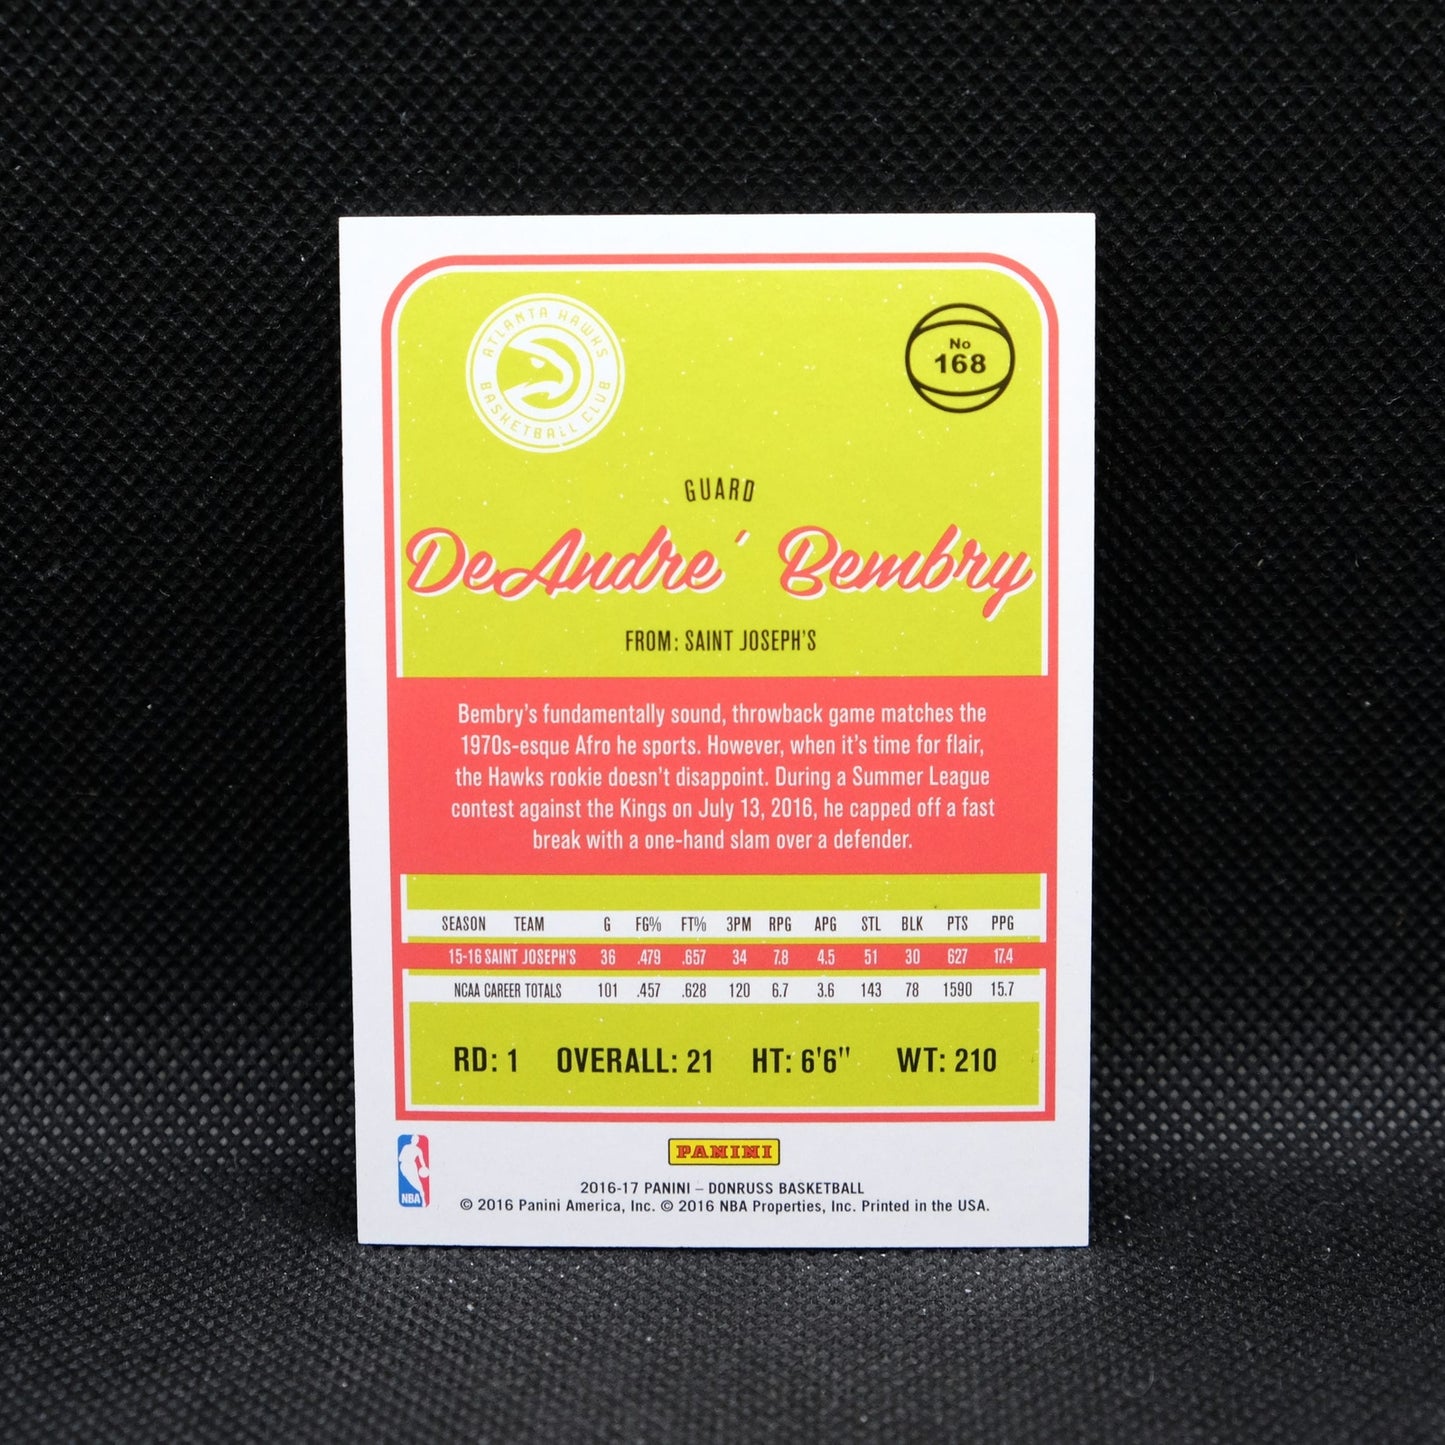 ATLANTA HAWKS
BASKETBALL CLUB
No
168
GUARD
DeAndre´ Bembry
FROM: SAINT JOSEPH'S
Bembry's fundamentally sound, throwback game matches the
1970s-esque Afro he sports. However, when it's time for flair,
the Hawks rookie doesn't disappoint. During a Summer League
contest against the Kings on July 13, 2016, he capped off a fast
break with a one-hand slam over a defender.
SEASON TEAM G FG% FT% 3PM RPG APG STL BLK PTS PPG
15-16 SAINT JOSEPH'S 36 .479 .657 34 7.8 4.5 51 30 627 17.4
NCAA CAREER TOTALS 101 .457 .628 120 6.7 3.6 143 78 1590 15.7
RD: 1 OVERALL: 21 HT: 6'6" WT: 210
NBA
PANINI
2016-17 PANINI – DONRUSS BASKETBALL
© 2016 Panini America, Inc. © 2016 NBA Properties, Inc. Printed in the USA.